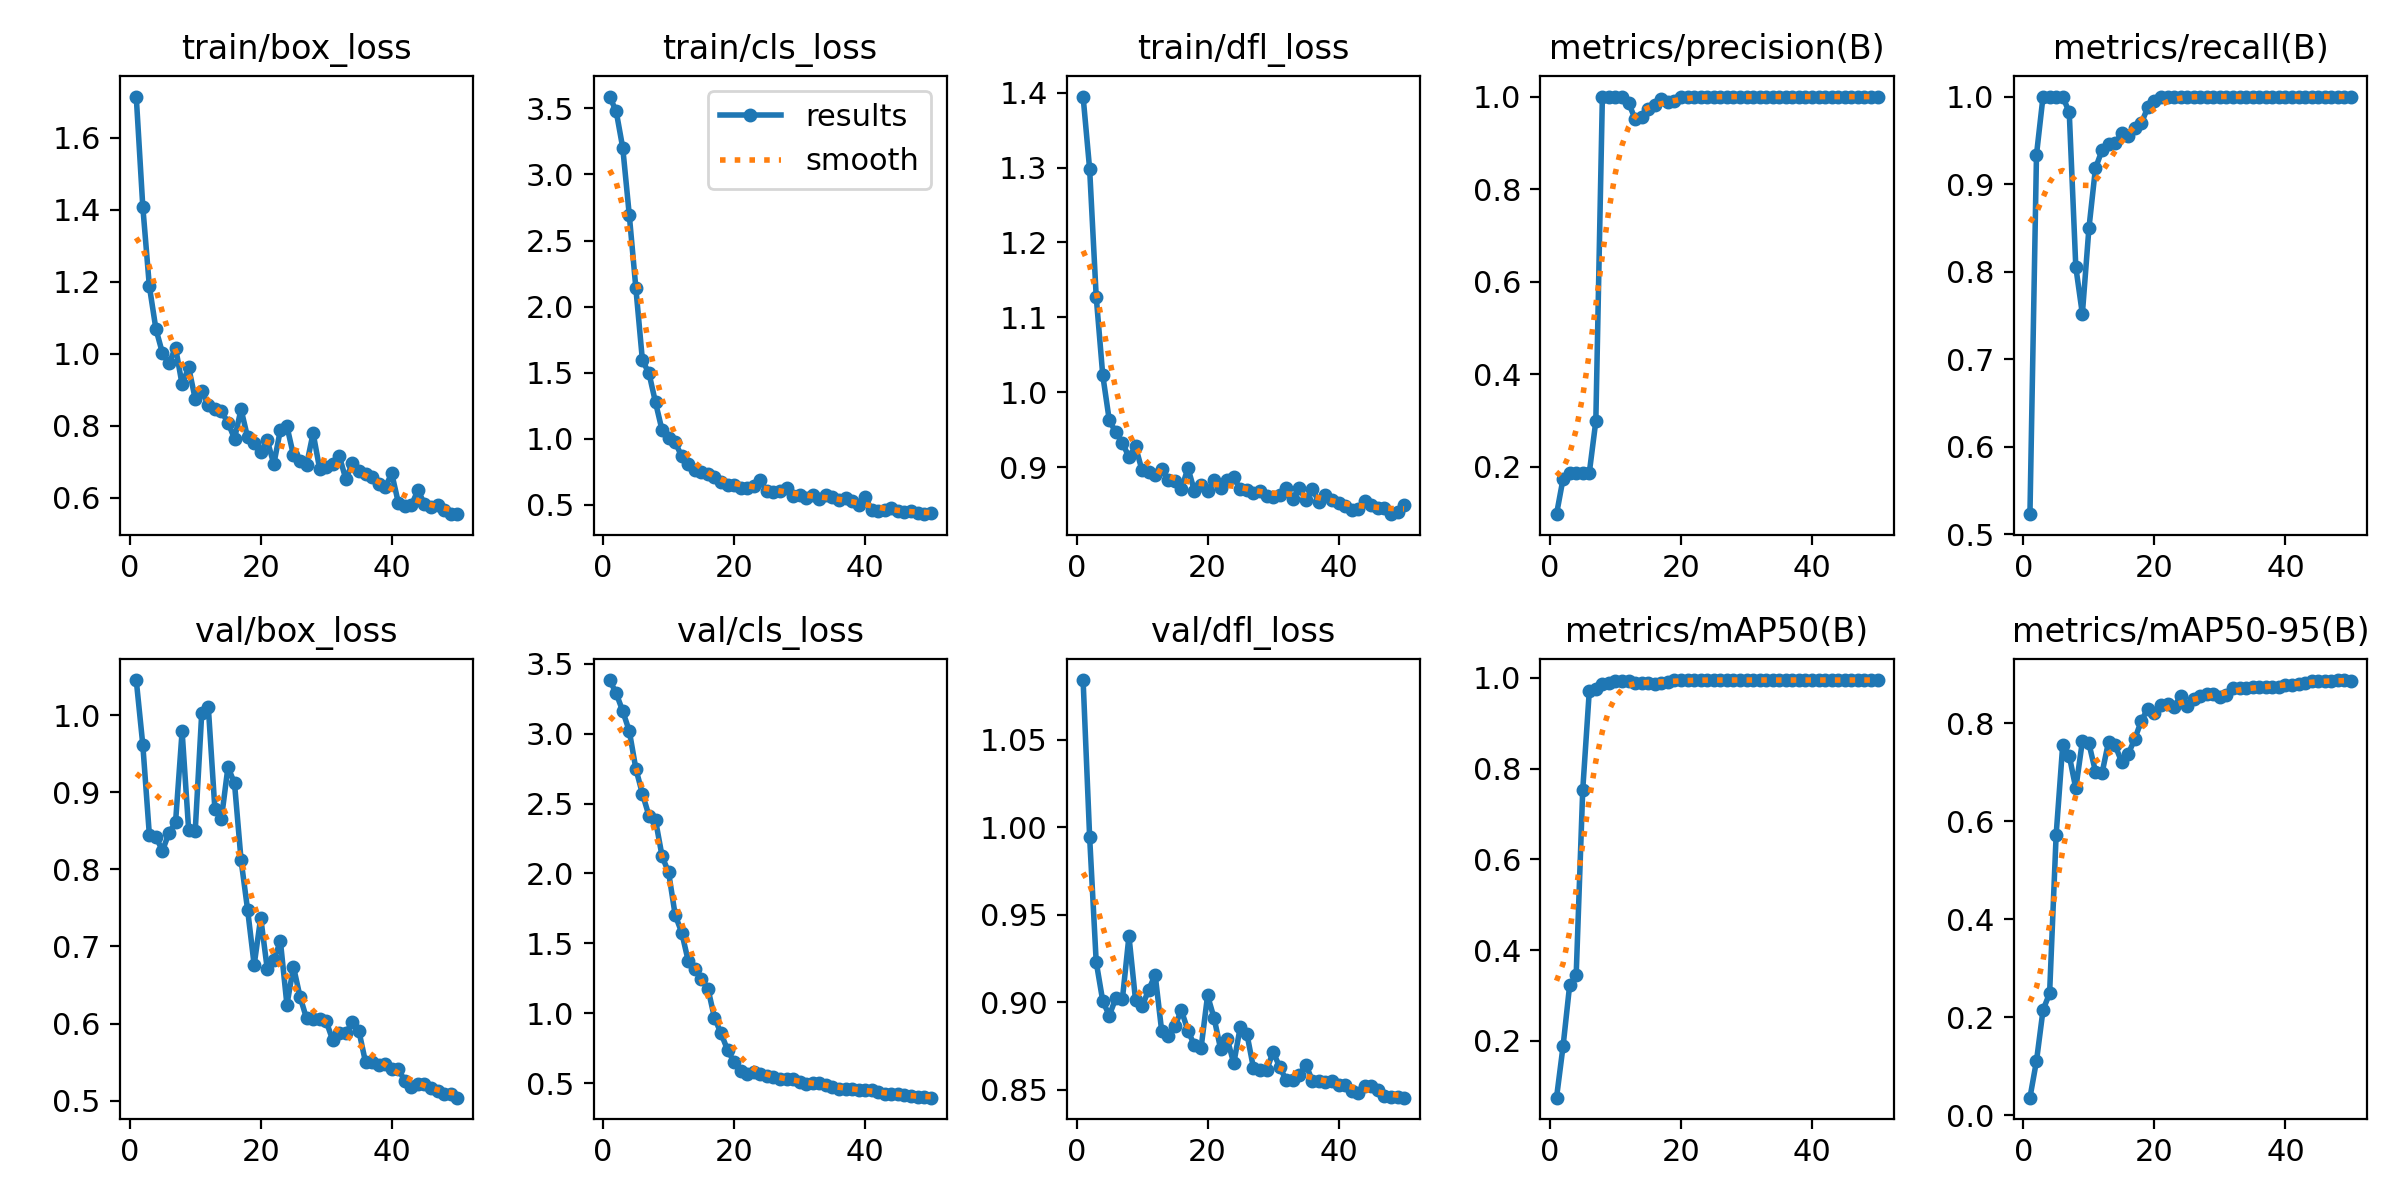 train/box_loss
1.6
1.4
1.2
1.0
0.8
0.6
0 20 40
train/cls_loss
results
smooth
3.5
3.0
2.5
2.0
1.5
1.0
0.5
0 20 40
train/dfl_loss
1.4
1.3
1.2
1.1
1.0
0.9
0 20 40
metrics/precision(B)
1.0
0.8
0.6
0.4
0.2
0 20 40
metrics/recall(B)
1.0
0.9
0.8
0.7
0.6
0.5
0 20 40
val/box_loss
1.0
0.9
0.8
0.7
0.6
0.5
0 20 40
val/cls_loss
3.5
3.0
2.5
2.0
1.5
1.0
0.5
0 20 40
val/dfl_loss
1.05
1.00
0.95
0.90
0.85
0 20 40
metrics/mAP50(B)
1.0
0.8
0.6
0.4
0.2
0 20 40
metrics/mAP50-95(B)
0.8
0.6
0.4
0.2
0.0
0 20 40